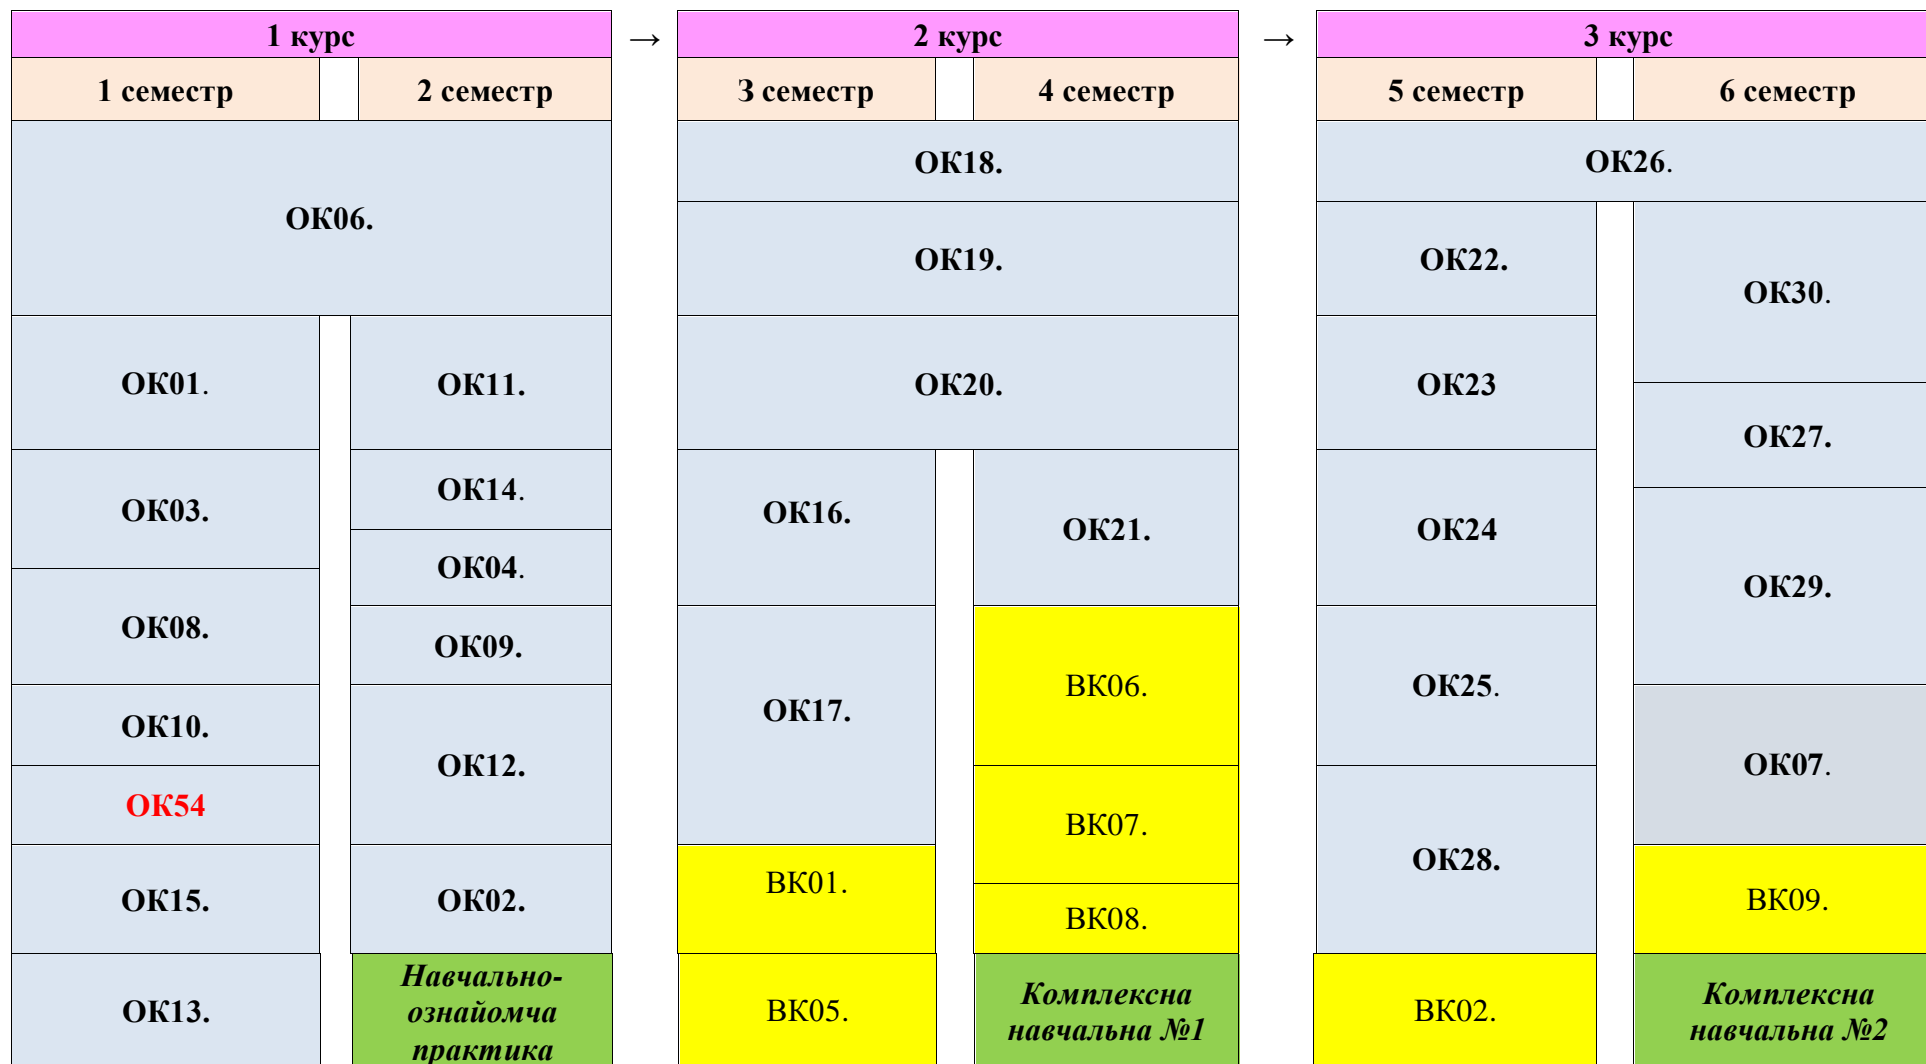 1 курс → 2 курс → 3 курс
1 семестр 2 семестр 3 семестр 4 семестр 5 семестр 6 семестр
ОК06.
ОК18.
ОК26.
ОК19.
ОК22.
ОК30.
ОК01.
ОК11.
ОК20.
ОК23
ОК27.
ОК03.
ОК14.
ОК16.
ОК21.
ОК24
ОК04.
ОК29.
ОК08.
ОК09.
ОК17.
ВК06.
ОК25.
ОК10.
ОК12.
ОК07.
ОК54
ВК07.
ОК28.
ОК15.
ОК02.
ВК01.
ВК08.
ВК09.
ОК13.
Навчально-
ознайомча
практика
ВК05.
Комплексна
навчальна №1
ВК02.
Комплексна
навчальна №2